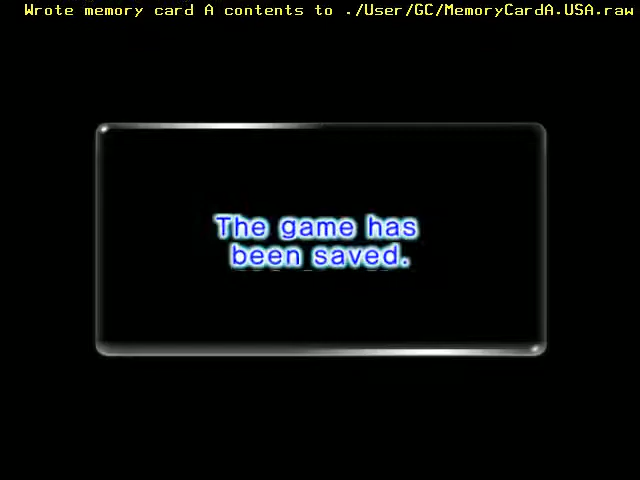 Wrote memory card A contents to ./User/GC/MemoryCardA.USA.raw
The game has
been saved.